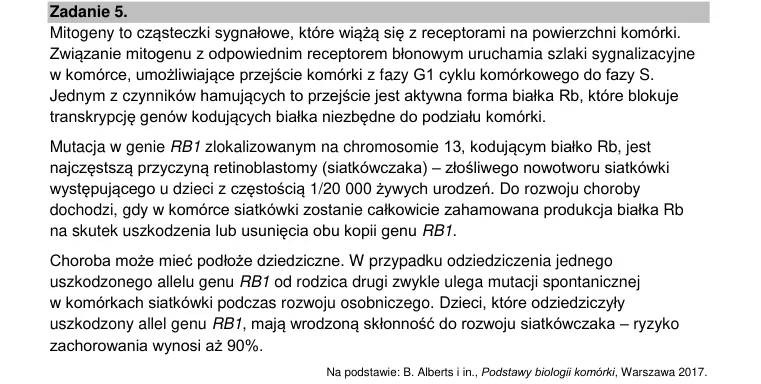 Zadanie 5.
Mitogeny to cząsteczki sygnałowe, które wiążą się z receptorami na powierzchni komórki.
Związanie mitogenu z odpowiednim receptorem błonowym uruchamia szlaki sygnalizacyjne
w komórce, umożliwiające przejście komórki z fazy G1 cyklu komórkowego do fazy S.
Jednym z czynników hamujących to przejście jest aktywna forma białka Rb, które blokuje
transkrypcję genów kodujących białka niezbędne do podziału komórki.
Mutacja w genie RB1 zlokalizowanym na chromosomie 13, kodującym białko Rb, jest
najczęstszą przyczyną retinoblastomy (siatkówczaka) – złośliwego nowotworu siatkówki
występującego u dzieci z częstością 1/20 000 żywych urodzeń. Do rozwoju choroby
dochodzi, gdy w komórce siatkówki zostanie całkowicie zahamowana produkcja białka Rb
na skutek uszkodzenia lub usunięcia obu kopii genu RB1.
Choroba może mieć podłoże dziedziczne. W przypadku odziedziczenia jednego
uszkodzonego allelu genu RB1 od rodzica drugi zwykle ulega mutacji spontanicznej
w komórkach siatkówki podczas rozwoju osobniczego. Dzieci, które odziedziczyły
uszkodzony allel genu RB1, mają wrodzoną skłonność do rozwoju siatkówczaka – ryzyko
zachorowania wynosi aż 90%.
Na podstawie: B. Alberts i in., Podstawy biologii komórki, Warszawa 2017.